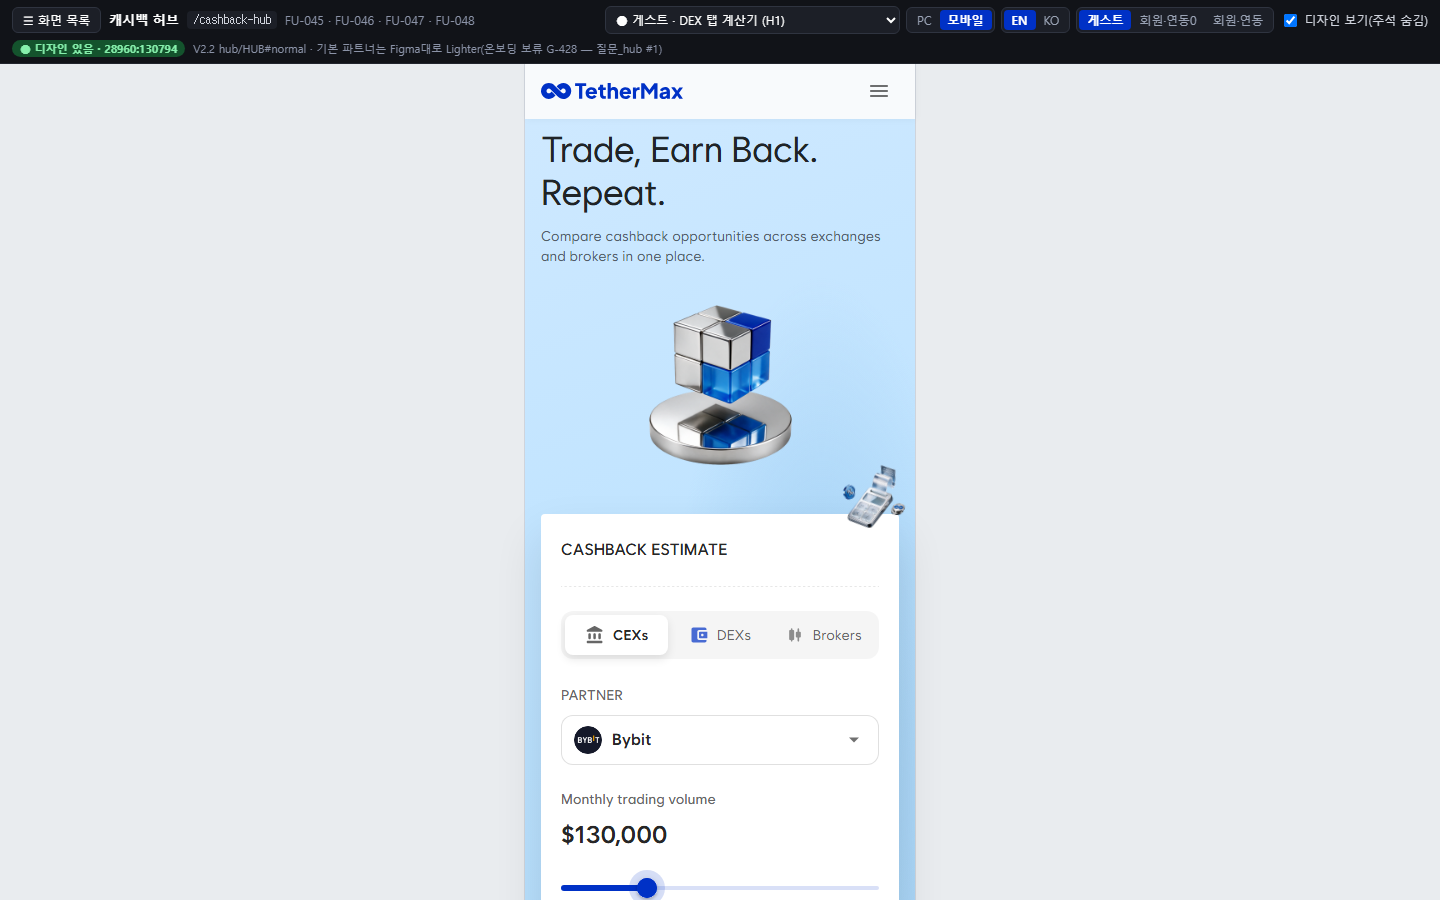 ☰ 화면 목록 캐시백 허브 /cashback-hub FU-045 · FU-046 · FU-047 · FU-048 ● 게스트 · DEX 탭 계산기 (H1) PC 모바일 EN KO 게스트 회원·연동0 회원·연동 디자인 보기(주석 숨김)
● 디자인 있음 · 28960:130794 V2.2 hub/HUB#normal · 기본 파트너는 Figma대로 Lighter(온보딩 보류 G-428 — 질문_hub #1)
TetherMax
Trade, Earn Back.
Repeat.
Compare cashback opportunities across exchanges
and brokers in one place.
CASHBACK ESTIMATE
CEXs DEXs Brokers
PARTNER
BYBIT Bybit
Monthly trading volume
$130,000